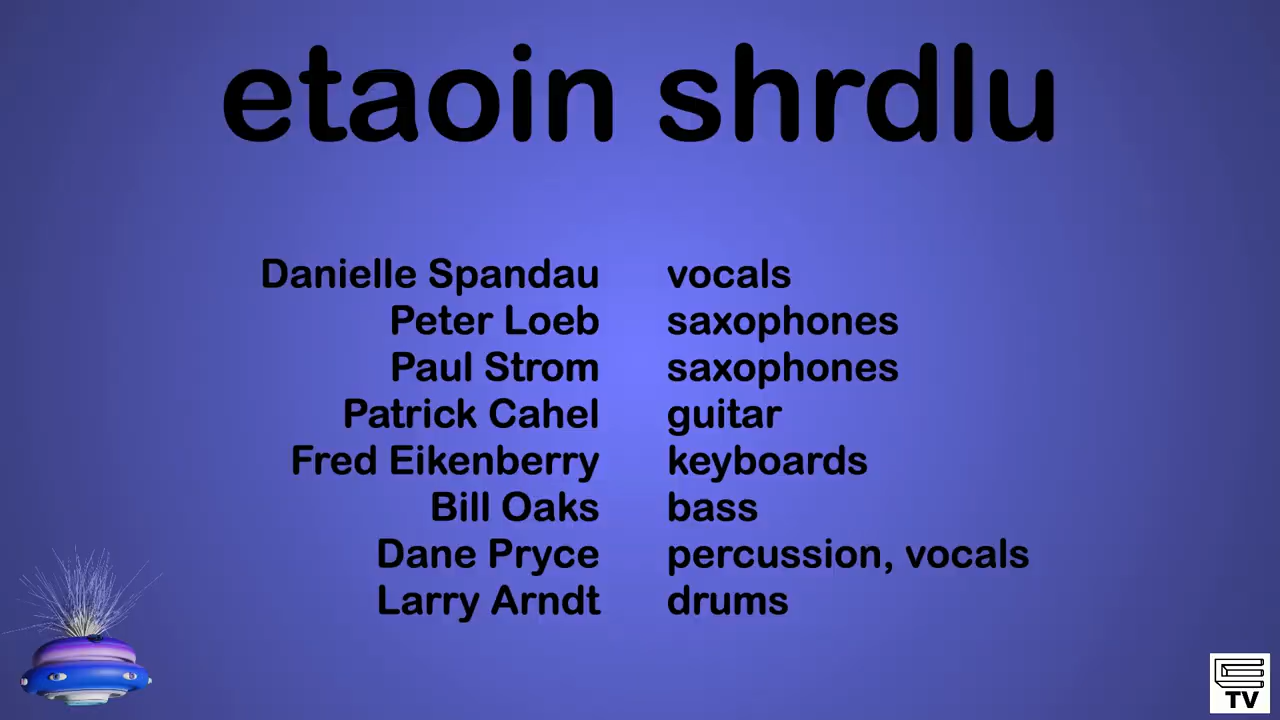 etaoin shrdlu
Danielle Spandau vocals
Peter Loeb saxophones
Paul Strom saxophones
Patrick Cahel guitar
Fred Eikenberry keyboards
Bill Oaks bass
Dane Pryce percussion, vocals
Larry Arndt drums
TV